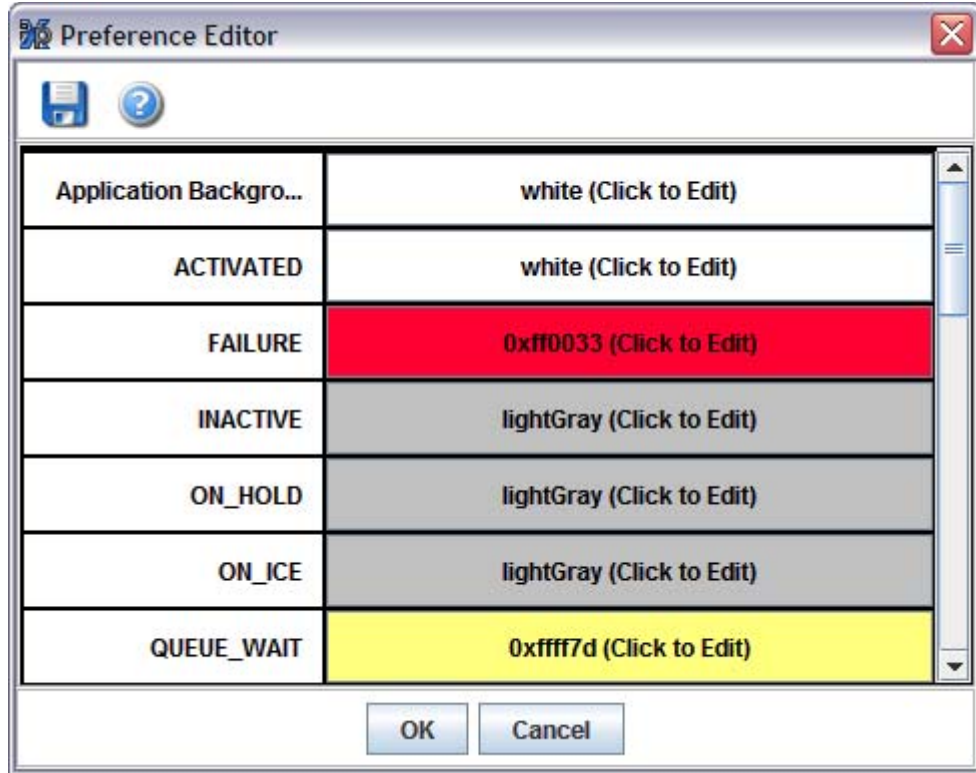 Preference Editor
Application Backgro... white (Click to Edit)
ACTIVATED white (Click to Edit)
FAILURE 0xff0033 (Click to Edit)
INACTIVE lightGray (Click to Edit)
ON_HOLD lightGray (Click to Edit)
ON_ICE lightGray (Click to Edit)
QUEUE_WAIT 0xffff7d (Click to Edit)
OK Cancel